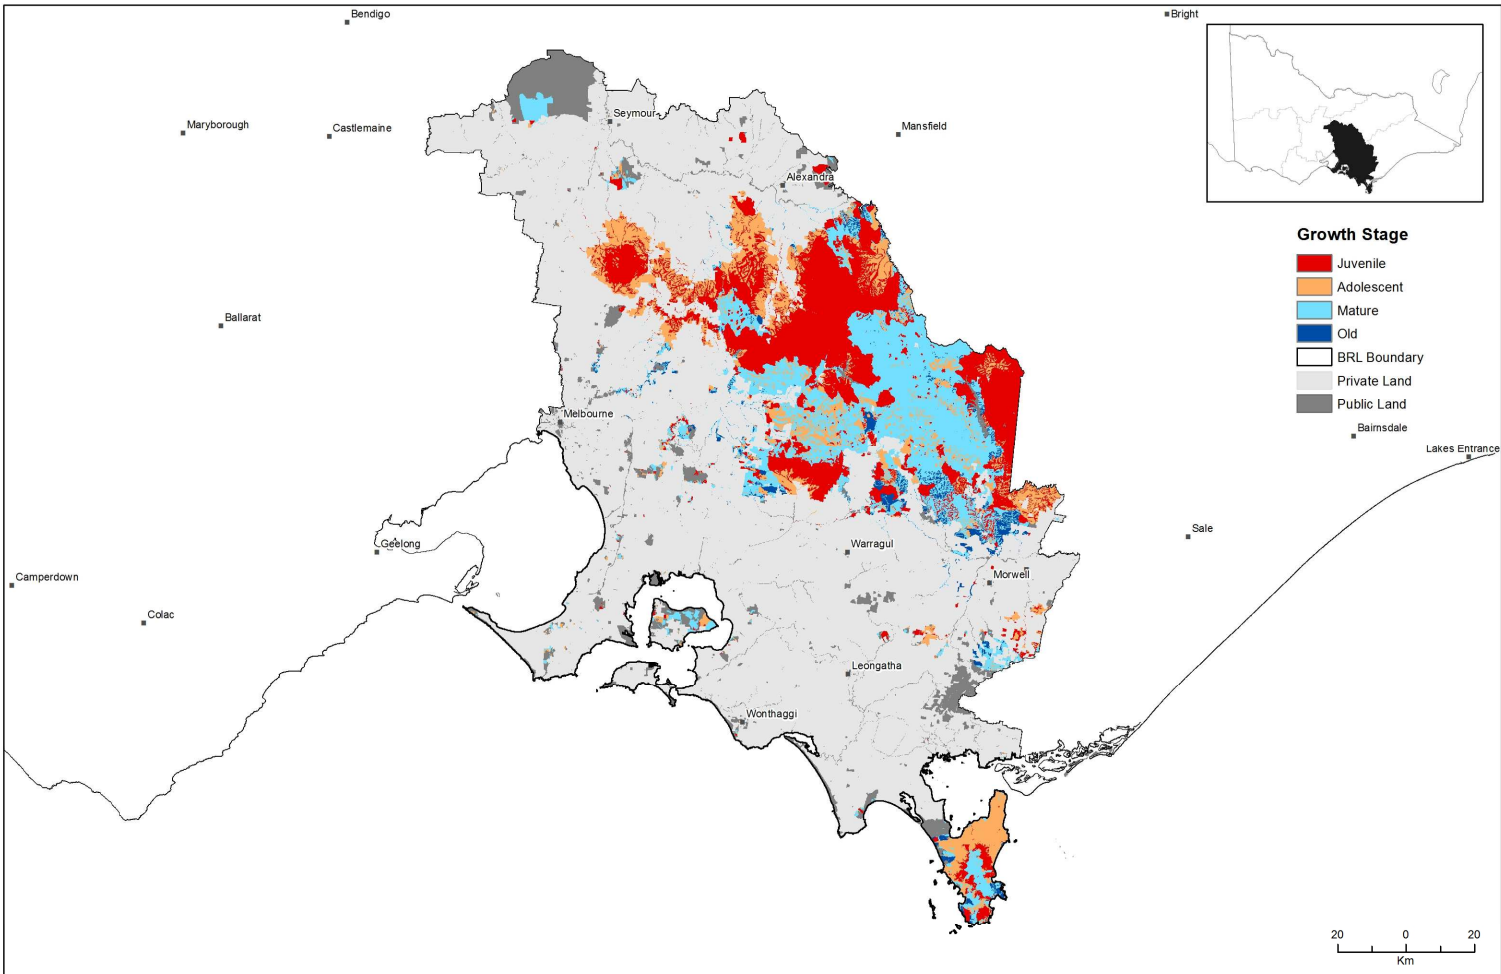 Bendigo
Bright
Maryborough
Castlemaine
Seymour
Mansfield
Alexandra
Growth Stage
Juvenile
Adolescent
Mature
Old
BRL Boundary
Private Land
Public Land
Ballarat
Melbourne
Bairnsdale
Lakes Entrance
Geelong
Warragul
Sale
Camperdown
Morwell
Colac
Leongatha
Wonthaggi
20 0 20
Km